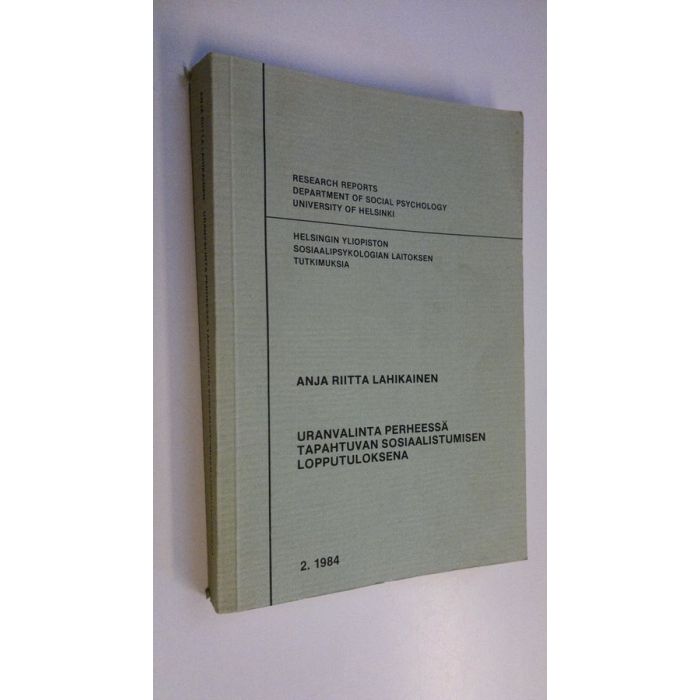 RESEARCH REPORTS
DEPARTMENT OF SOCIAL PSYCHOLOGY
UNIVERSITY OF HELSINKI
HELSINGIN YLIOPISTON
SOSIAALIPSYKOLOGIAN LAITOKSEN
TUTKIMUKSIA
ANJA RIITTA LAHIKAINEN
URANVALINTA PERHEESSÄ
TAPAHTUVAN SOSIAALISTUMISEN
LOPPUTULOKSENA
2. 1984